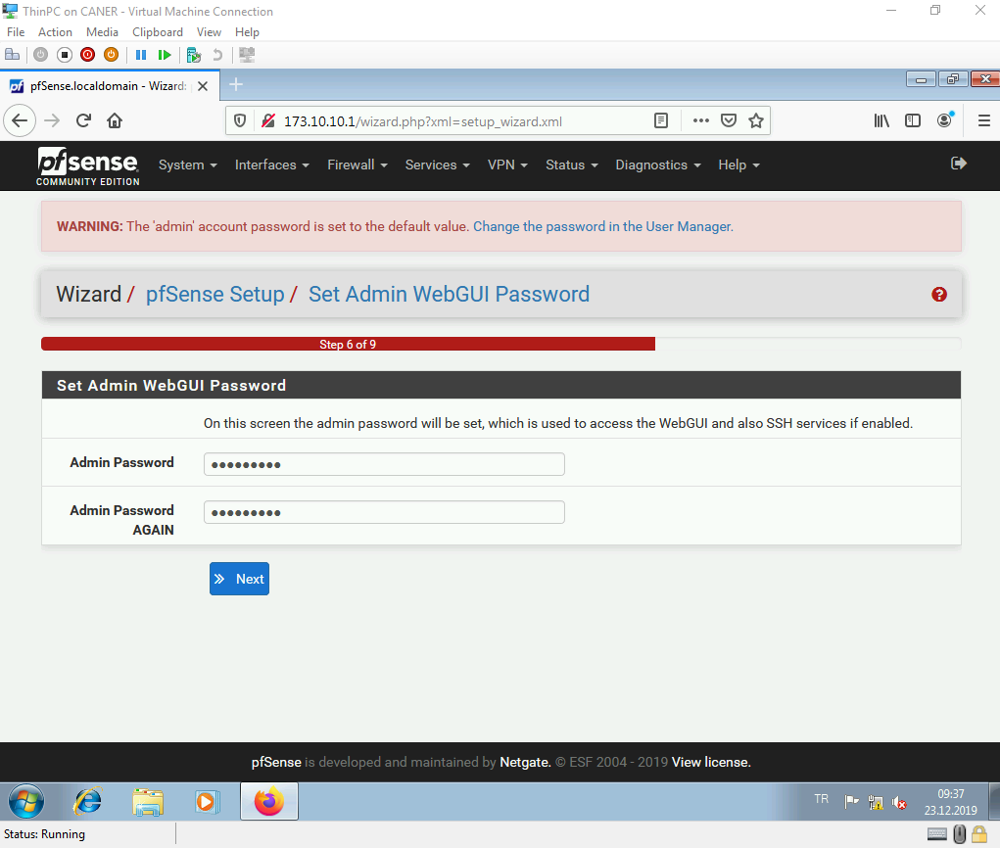 ThinPC on CANER - Virtual Machine Connection
File Action Media Clipboard View Help
pfSense.localdomain - Wizard:
173.10.10.1/wizard.php?xml=setup_wizard.xml
pfsense
COMMUNITY EDITION
System Interfaces Firewall Services VPN Status Diagnostics Help
WARNING: The 'admin' account password is set to the default value. Change the password in the User Manager.
Wizard / pfSense Setup / Set Admin WebGUI Password
Step 6 of 9
Set Admin WebGUI Password
On this screen the admin password will be set, which is used to access the WebGUI and also SSH services if enabled.
Admin Password
Admin Password
AGAIN
Next
pfSense is developed and maintained by Netgate. © ESF 2004 - 2019 View license.
TR
09:37
23.12.2019
Status: Running